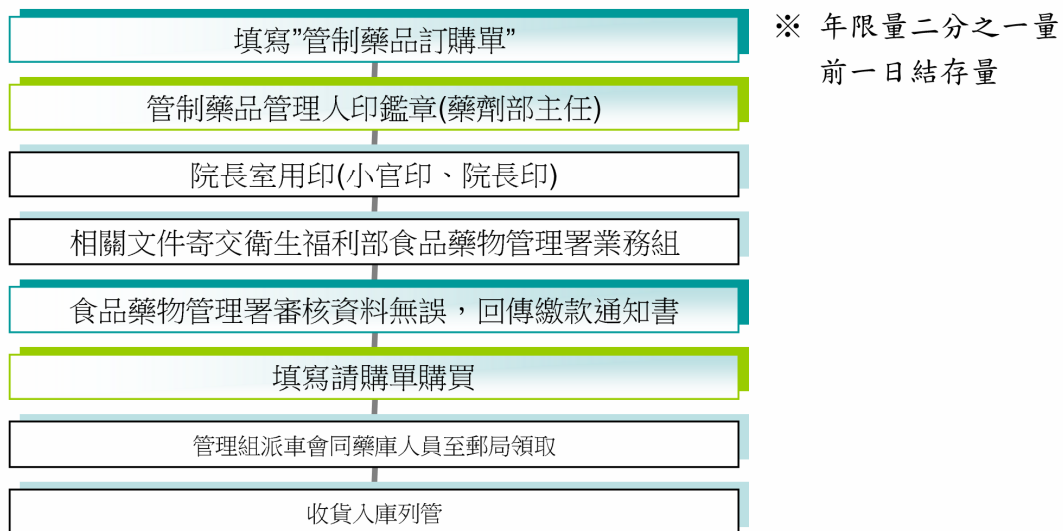 填寫”管制藥品訂購單”
※ 年限量二分之一量
前一日結存量
管制藥品管理人印鑑章(藥劑部主任)
院長室用印(小官印、院長印)
相關文件寄交衛生福利部食品藥物管理署業務組
食品藥物管理署審核資料無誤，回傳繳款通知書
填寫請購單購買
管理組派車會同藥庫人員至郵局領取
收貨入庫列管